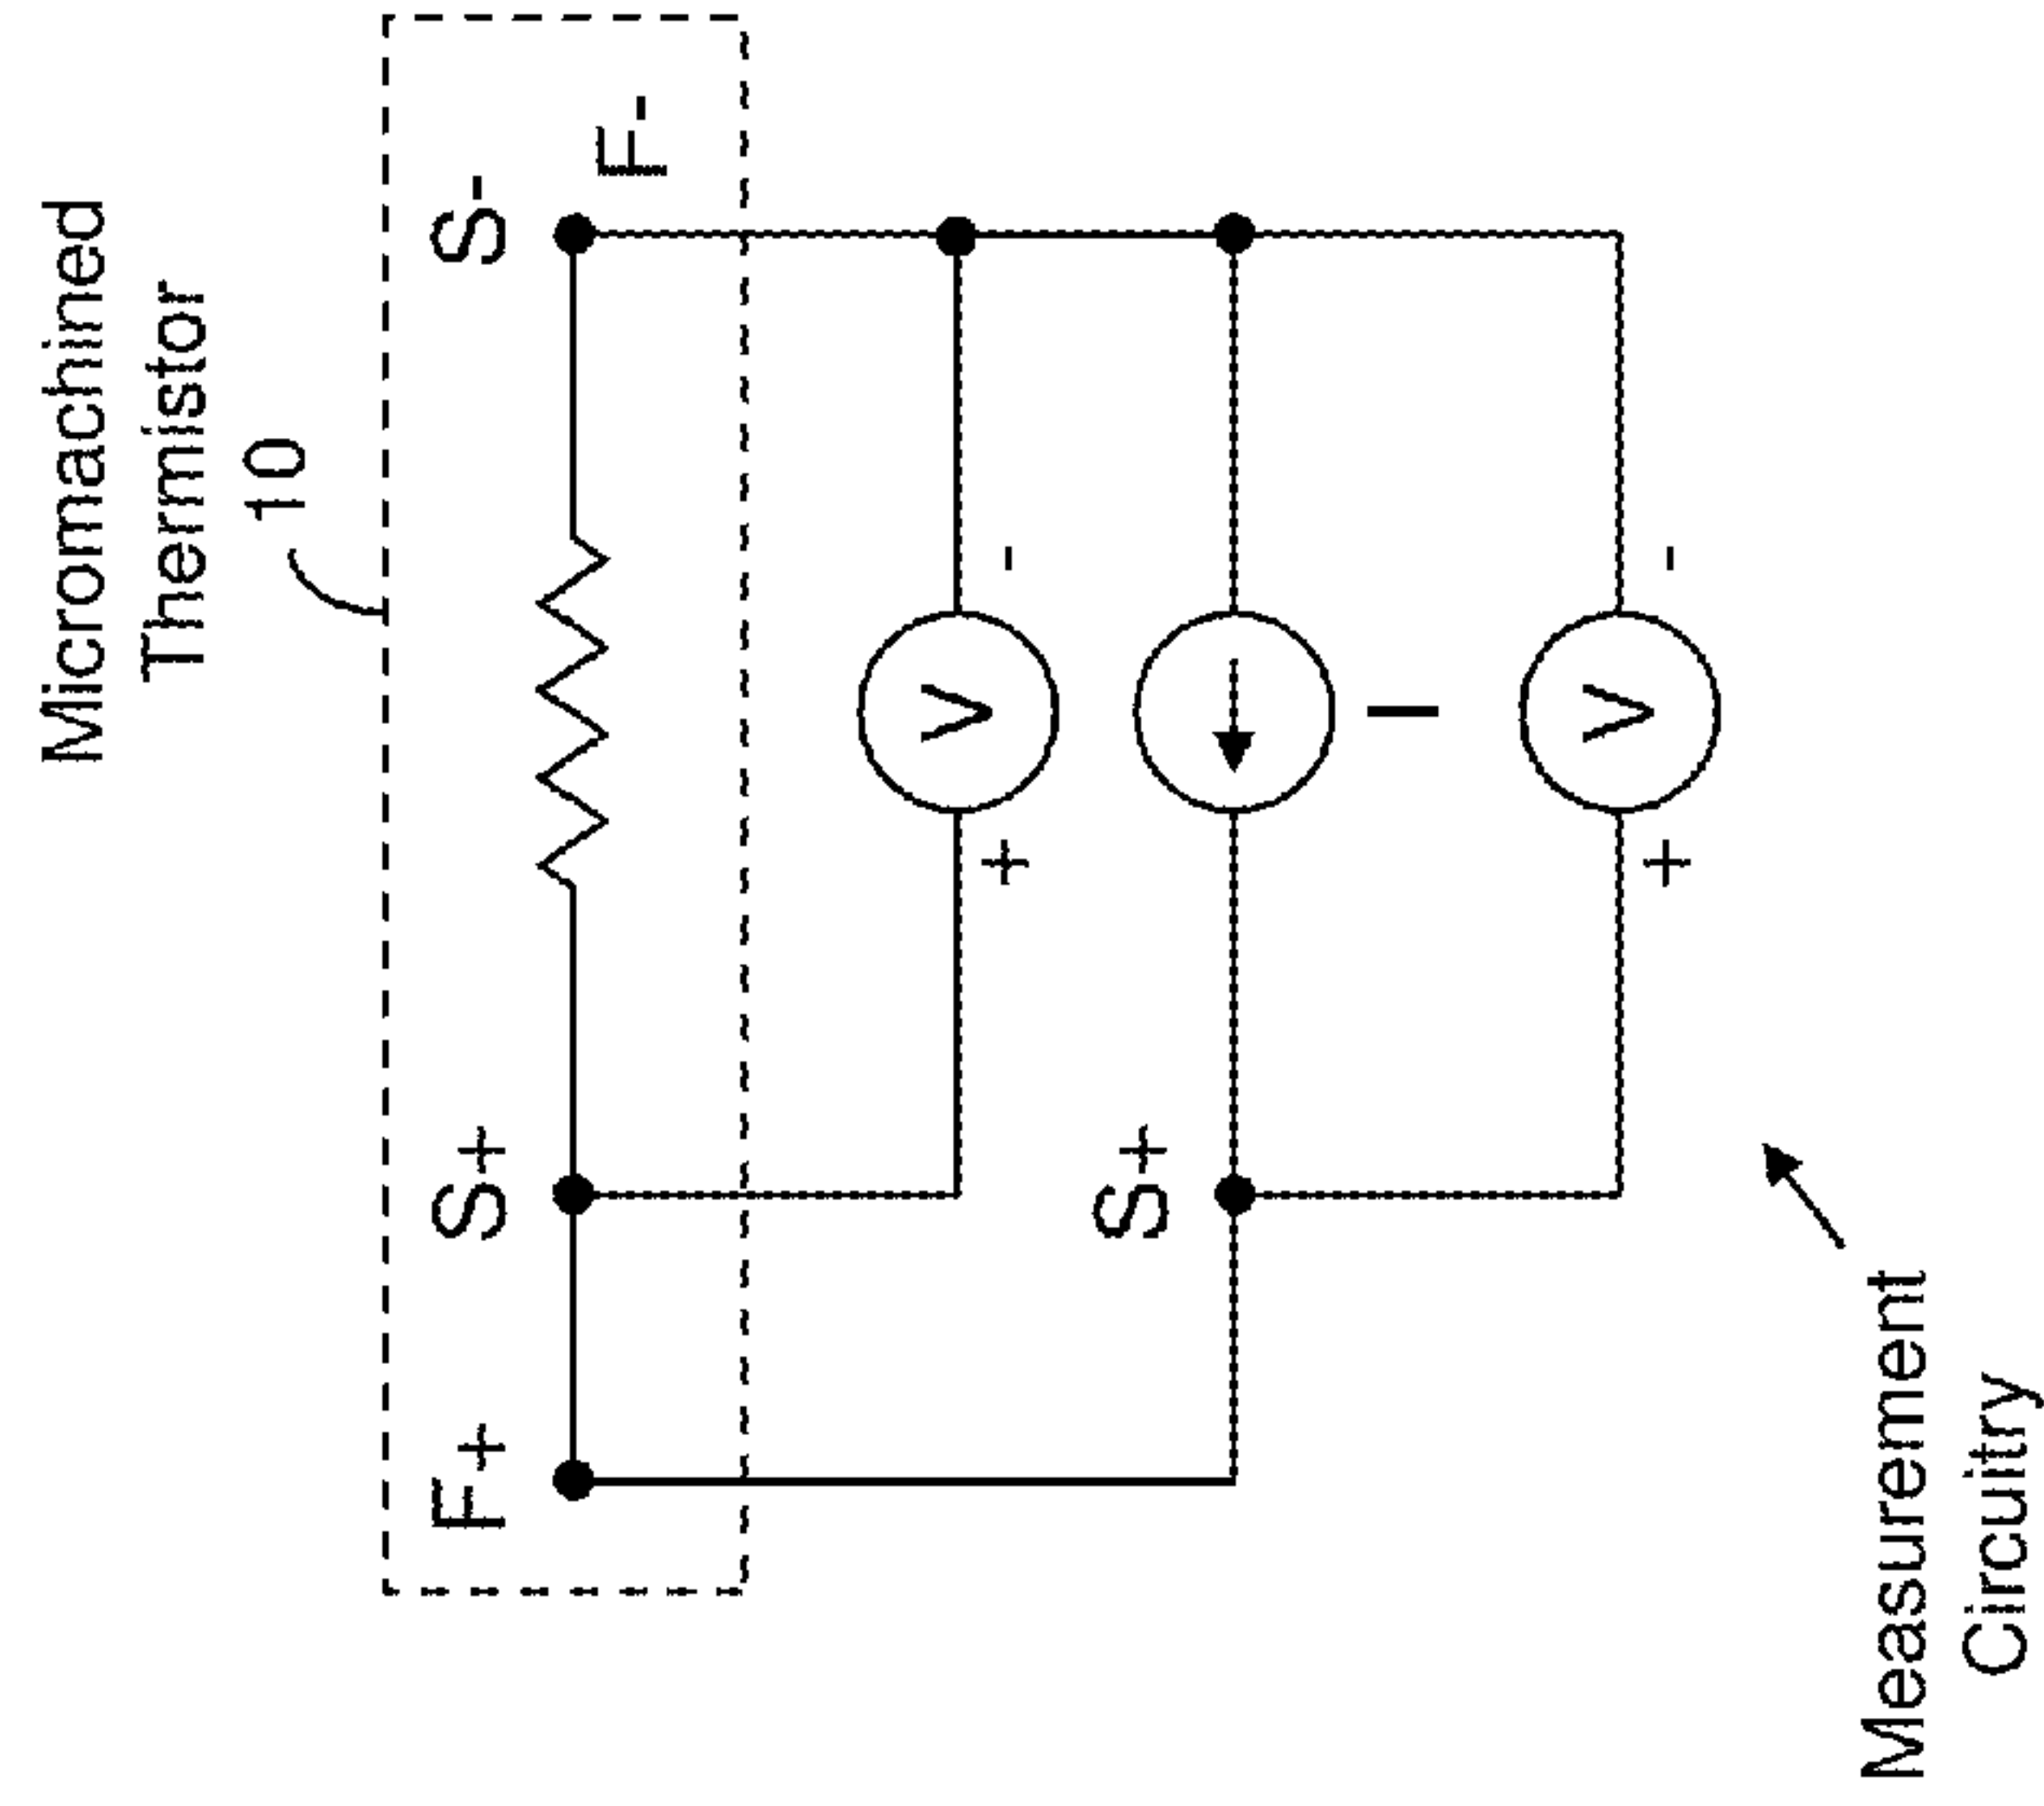 Micromachined
Thermistor
10
F+
S+
S-
F-
+
V
-
S+
I
+
V
-
Measurement
Circuitry